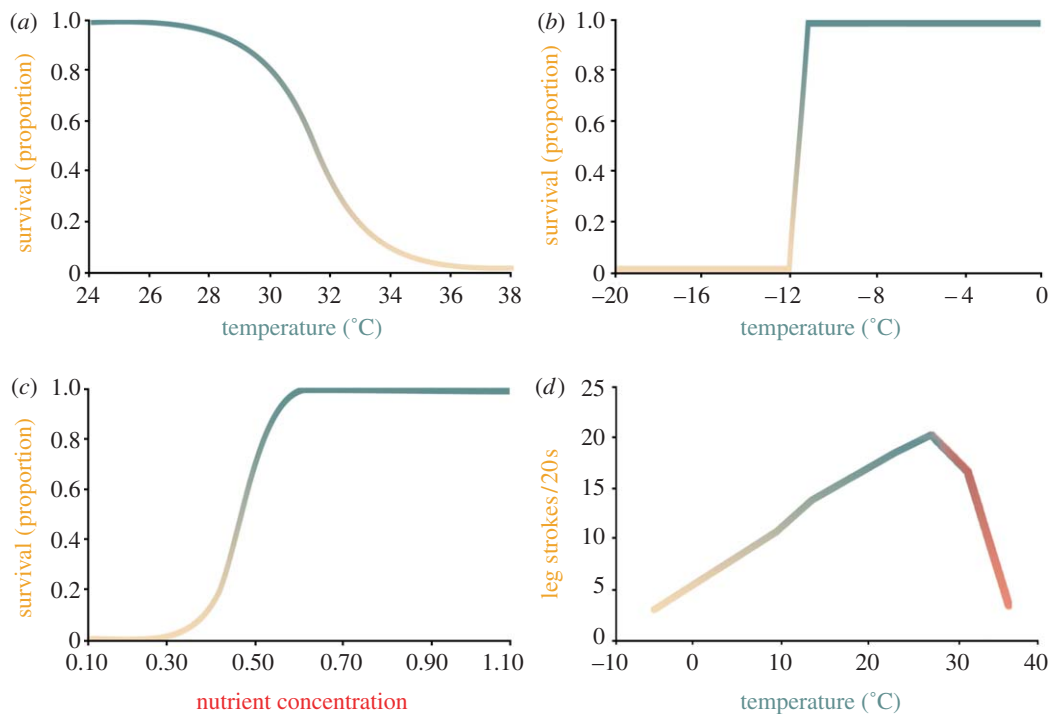 (a)
1.0
0.8
0.6
0.4
0.2
0
survival (proportion)
24 26 28 30 32 34 36 38
temperature (˚C)
(b)
1.0
0.8
0.6
0.4
0.2
0
survival (proportion)
–20 –16 –12 –8 –4 0
temperature (˚C)
(c)
1.0
0.8
0.6
0.4
0.2
0
survival (proportion)
0.10 0.30 0.50 0.70 0.90 1.10
nutrient concentration
(d)
25
20
15
10
5
0
leg strokes/20s
–10 0 10 20 30 40
temperature (˚C)